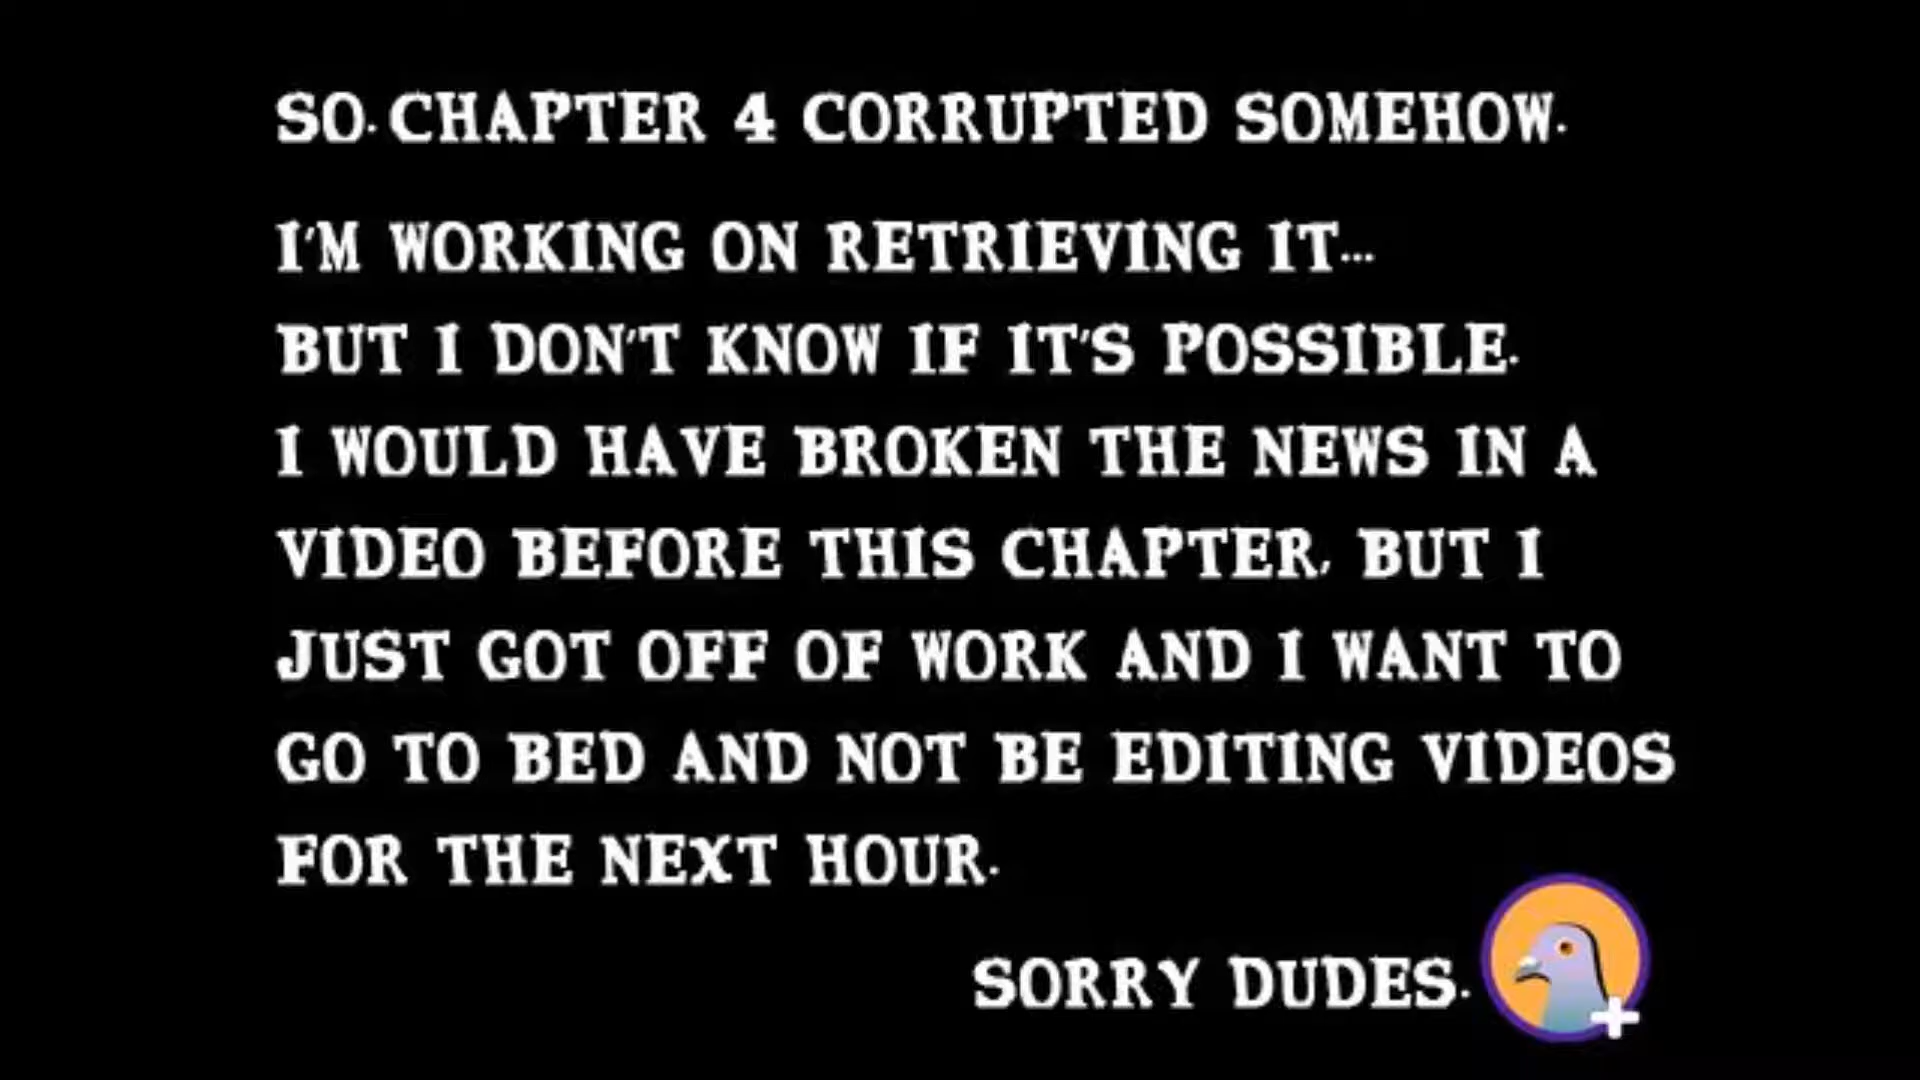 SO. CHAPTER 4 CORRUPTED SOMEHOW.
I'M WORKING ON RETRIEVING IT...
BUT I DON'T KNOW IF IT'S POSSIBLE.
I WOULD HAVE BROKEN THE NEWS IN A
VIDEO BEFORE THIS CHAPTER, BUT I
JUST GOT OFF OF WORK AND I WANT TO
GO TO BED AND NOT BE EDITING VIDEOS
FOR THE NEXT HOUR.
SORRY DUDES.